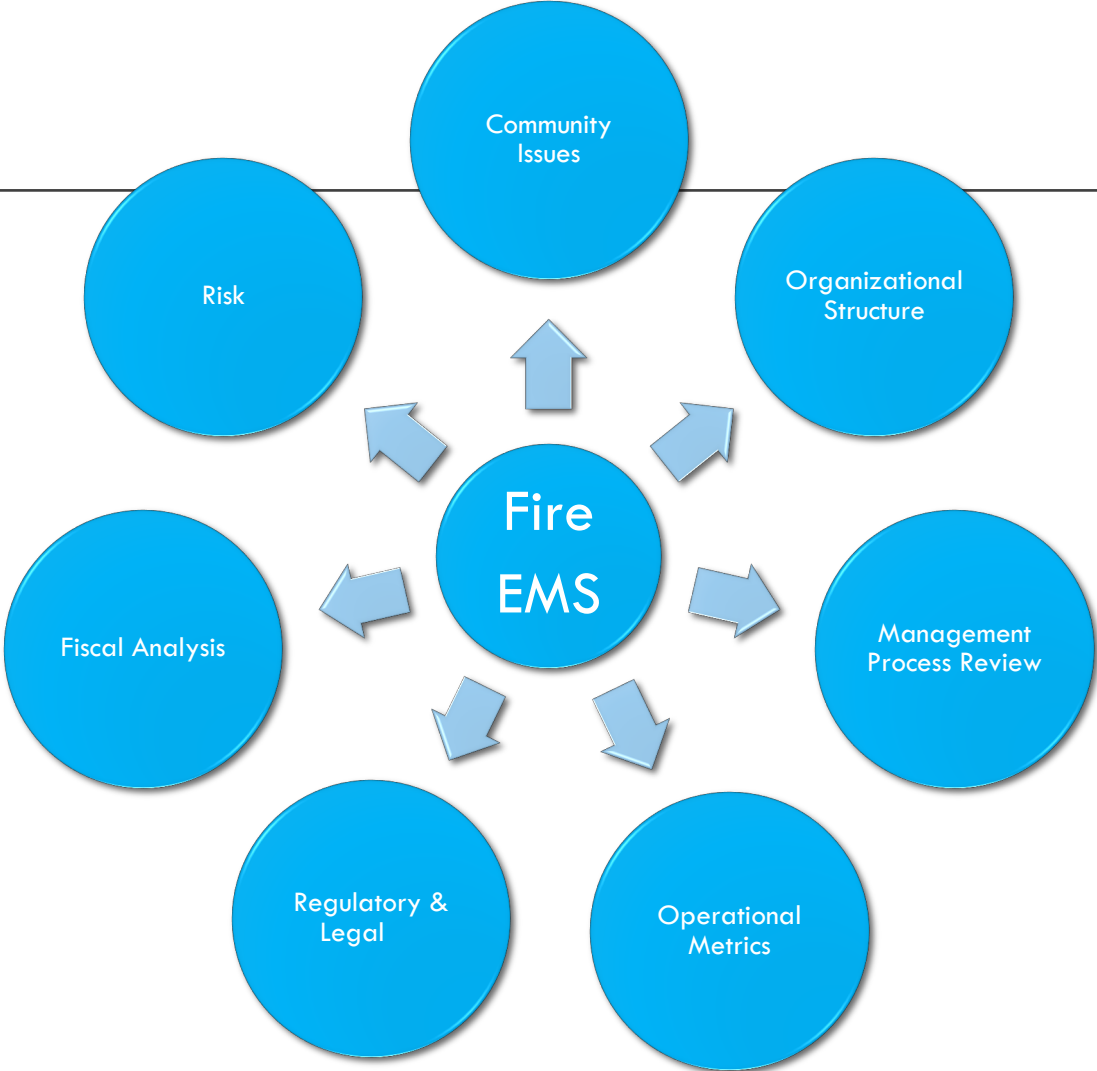 Community
Issues
Risk
Organizational
Structure
Fire
EMS
Fiscal Analysis
Management
Process Review
Regulatory &
Legal
Operational
Metrics